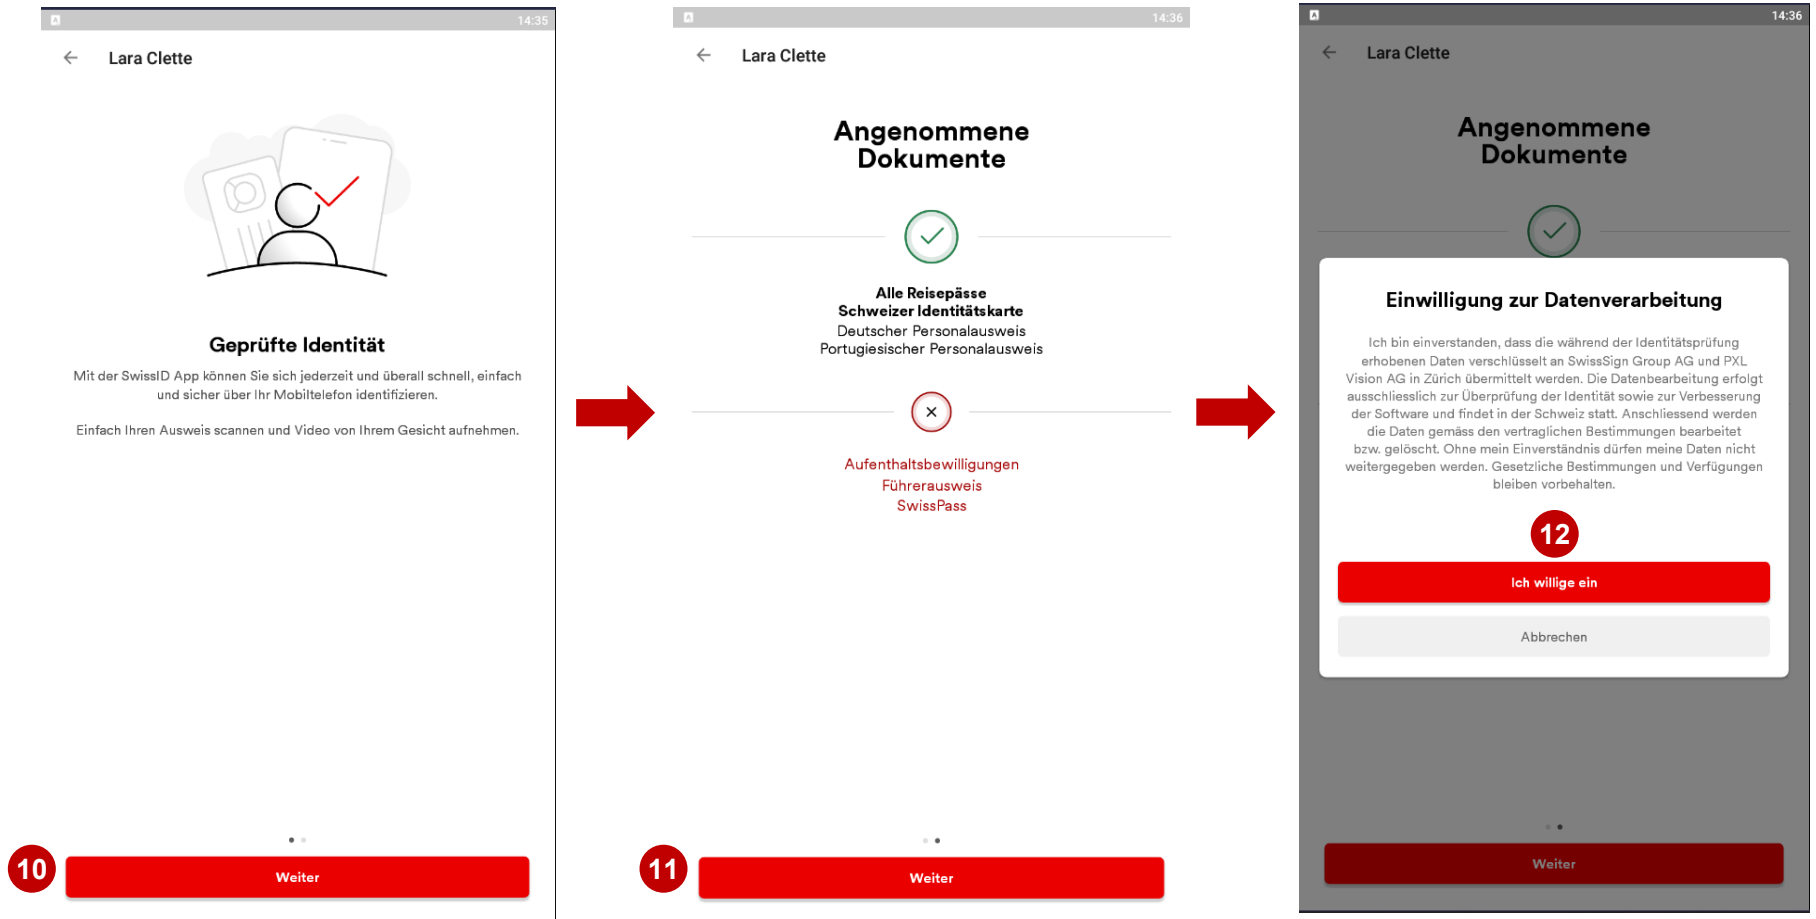 14:35
Lara Clette
Geprüfte Identität
Mit der SwissID App können Sie sich jederzeit und überall schnell, einfach
und sicher über Ihr Mobiltelefon identifizieren.
Einfach Ihren Ausweis scannen und Video von Ihrem Gesicht aufnehmen.
10
Weiter
A
14:36
Lara Clette
Angenommene
Dokumente
Alle Reisepässe
Schweizer Identitätskarte
Deutscher Personalausweis
Portugiesischer Personalausweis
Aufenthaltsbewilligungen
Führerausweis
SwissPass
11
Weiter
A
14:36
Lara Clette
Angenommene
Dokumente
Einwilligung zur Datenverarbeitung
Ich bin einverstanden, dass die während der Identitätsprüfung
erhobenen Daten verschlüsselt an SwissSign Group AG und PXL
Vision AG in Zürich übermittelt werden. Die Datenbearbeitung erfolgt
ausschliesslich zur Überprüfung der Identität sowie zur Verbesserung
der Software und findet in der Schweiz statt. Anschliessend werden
die Daten gemäss den vertraglichen Bestimmungen bearbeitet
bzw. gelöscht. Ohne mein Einverständnis dürfen meine Daten nicht
weitergegeben werden. Gesetzliche Bestimmungen und Verfügungen
bleiben vorbehalten.
12
Ich willige ein
Abbrechen
Weiter